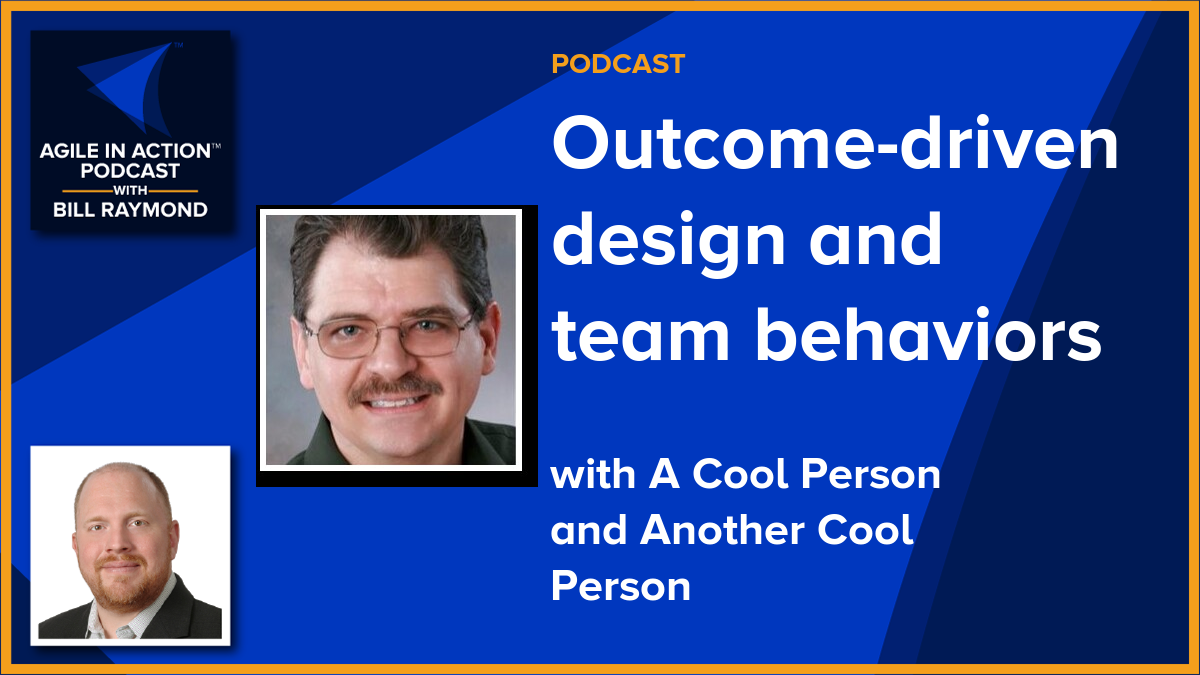 AGILE IN ACTION™
PODCAST
WITH
BILL RAYMOND
PODCAST
Outcome-driven
design and
team behaviors
with A Cool Person
and Another Cool
Person